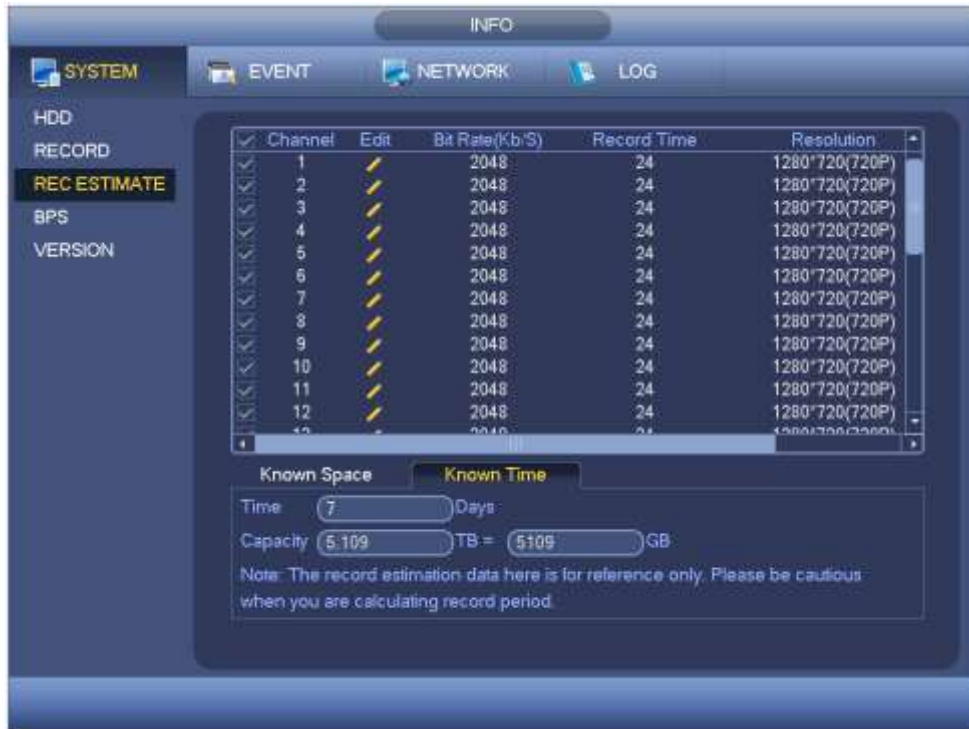 INFO
SYSTEM EVENT NETWORK LOG
HDD
RECORD
REC ESTIMATE
BPS
VERSION
Channel Edit Bit Rate(Kb/S) Record Time Resolution
1 2048 24 1280*720(720P)
2 2048 24 1280*720(720P)
3 2048 24 1280*720(720P)
4 2048 24 1280*720(720P)
5 2048 24 1280*720(720P)
6 2048 24 1280*720(720P)
7 2048 24 1280*720(720P)
8 2048 24 1280*720(720P)
9 2048 24 1280*720(720P)
10 2048 24 1280*720(720P)
11 2048 24 1280*720(720P)
12 2048 24 1280*720(720P)
Known Space Known Time
Time 7 Days
Capacity 5.109 TB = 5109 GB
Note: The record estimation data here is for reference only. Please be cautious
when you are calculating record period.